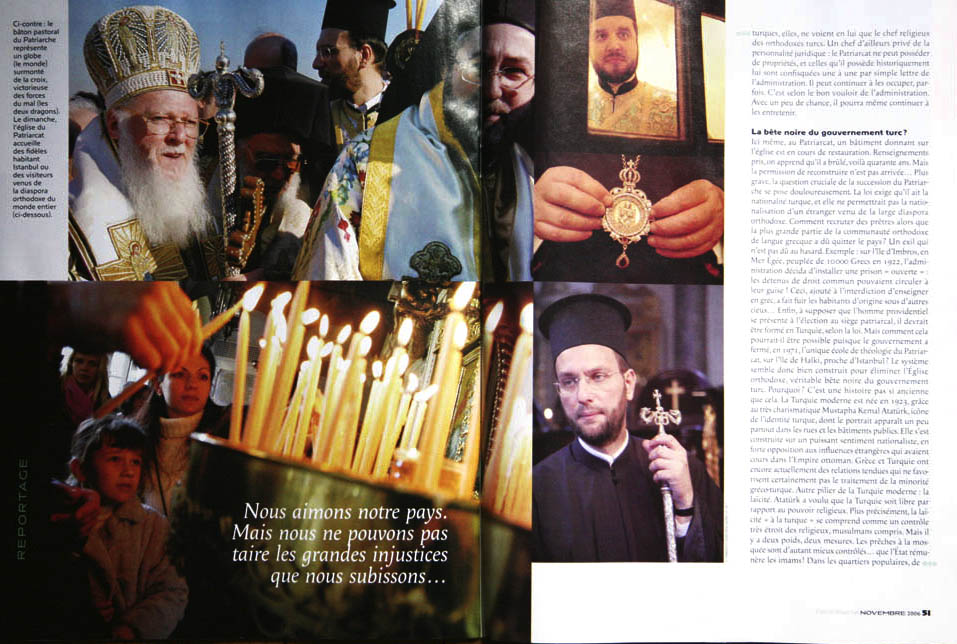 Ci-contre : le
bâton pastoral
du Patriarche
représente
un globe
(le monde)
surmonté
de la croix,
victorieuse
des forces
du mal (les
deux dragons).
Le dimanche,
l'église du
Patriarcat
accueille
des fidèles
habitant
Istanbul ou
des visiteurs
venus de
la diaspora
orthodoxe du
monde entier
(ci-dessous).
REPORTAGE
Nous aimons notre pays.
Mais nous ne pouvons pas
taire les grandes injustices
que nous subissons…
turques, elles, ne voient en lui que le chef religieux
des orthodoxes turcs. Un chef d'ailleurs privé de la
personnalité juridique : le Patriarcat ne peut posséder
de propriétés, et celles qu'il possède historiquement
lui sont confisquées une à une par simple lettre de
l'administration. Il peut continuer à les occuper, par-
fois. C'est selon le bon vouloir de l'administration.
Avec un peu de chance, il pourra même continuer à
les entretenir.
La bête noire du gouvernement turc ?
Ici même, au Patriarcat, un bâtiment donnant sur
l'église est en cours de restauration. Renseignements
pris, on apprend qu'il a brûlé, voilà quarante ans. Mais
la permission de reconstruire n'est pas arrivée… Plus
grave, la question cruciale de la succession du Patriar-
che se pose douloureusement. La loi exige qu'il ait la
nationalité turque, et elle ne permettrait pas la natio-
nalisation d'un étranger venu de la large diaspora
orthodoxe. Comment recruter des prêtres alors que
la plus grande partie de la communauté orthodoxe
de langue grecque a dû quitter le pays ? Un exil qui
n'est pas dû au hasard. Exemple : sur l'île d'Imbros, en
Mer Egée, peuplée de 10000 Grecs en 1922, l'admi-
nistration décida d'installer une prison « ouverte » :
les détenus de droit commun pouvaient circuler à
leur guise ! Ceci, ajouté à l'interdiction d'enseigner
en grec, a fait fuir les habitants d'origine sous d'autres
cieux… Enfin, à supposer que l'homme providentiel
se présente à l'élection au siège patriarcal, il devrait
être formé en Turquie, selon la loi. Mais comment cela
pourrait-il être possible puisque le gouvernement a
fermé, en 1971, l'unique école de théologie du Patriar-
cat, sur l'île de Halki, proche d'Istanbul ? Le système
semble donc bien construit pour éliminer l'Église
orthodoxe, véritable bête noire du gouvernement
turc. Pourquoi ? C'est une histoire pas si ancienne
que cela. La Turquie moderne est née en 1923, grâce
au très charismatique Mustapha Kemal Atatürk, icône
de l'identité turque, dont le portrait apparaît un peu
partout dans les rues et les bâtiments publics. Elle s'est
construite sur un puissant sentiment nationaliste, en
forte opposition aux influences étrangères qui avaient
cours dans l'Empire ottoman. Grèce et Turquie ont
encore actuellement des relations tendues qui ne favo-
risent certainement pas le traitement de la minorité
gréco-turque. Autre pilier de la Turquie moderne : la
laïcité. Atatürk a voulu que la Turquie soit libre par
rapport au pouvoir religieux. Plus précisément, la laï-
cité « à la turque » se comprend comme un contrôle
très étroit des religieux, musulmans compris. Mais il
y a deux poids, deux mesures. Les prêches à la mos-
quée sont d'autant mieux contrôlés… que l'État rému-
nère les imams ! Dans les quartiers populaires, de
NOVEMBRE 2006 51